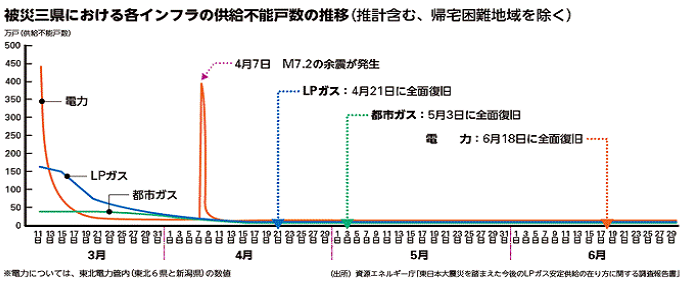 被災三県における各インフラの供給不能戸数の推移(推計含む、帰宅困難地域を除く)
万戸(供給不能戸数)
500
450
400
350
300
250
200
150
100
50
0
4月7日 M7.2の余震が発生
LPガス:4月21日に全面復旧
都市ガス:5月3日に全面復旧
電 力:6月18日に全面復旧
電力
LPガス
都市ガス
11日 13日 15日 17日 19日 21日 23日 25日 27日 29日 31日 1日 3日 5日 7日 9日 11日 13日 15日 17日 19日 21日 23日 25日 27日 29日 1日 3日 5日 7日 9日 11日 13日 15日 17日 19日 21日 23日 25日 27日 29日 31日 1日 3日 5日 7日 9日 11日 13日 15日 17日 19日 21日 23日 25日 27日 29日
3月 4月 5月 6月
※電力については、東北電力管内(東北6県と新潟県)の数値
(出所)資源エネルギー庁「東日本大震災を踏まえた今後のLPガス安定供給の在り方に関する調査報告書」